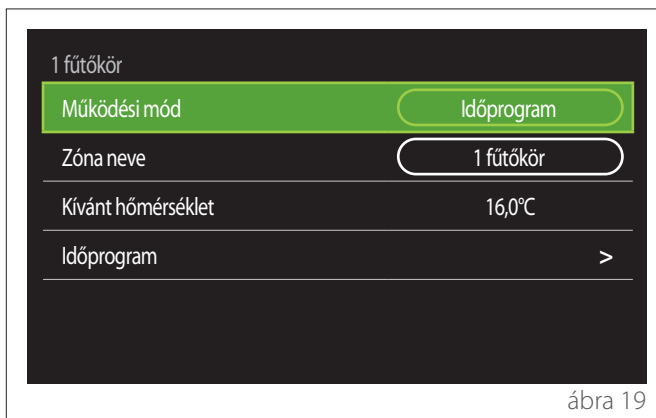 1 fűtőkör
Működési mód Időprogram
Zóna neve 1 fűtőkör
Kívánt hőmérséklet 16,0°C
Időprogram >
ábra 19